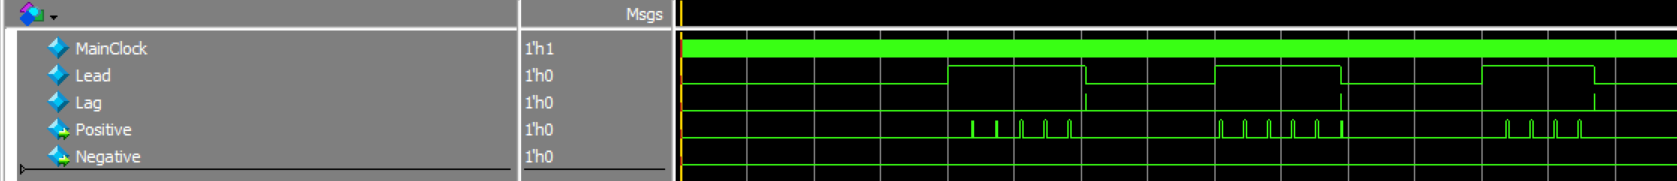 Msgs
MainClock 1'h1
Lead 1'h0
Lag 1'h0
Positive 1'h0
Negative 1'h0